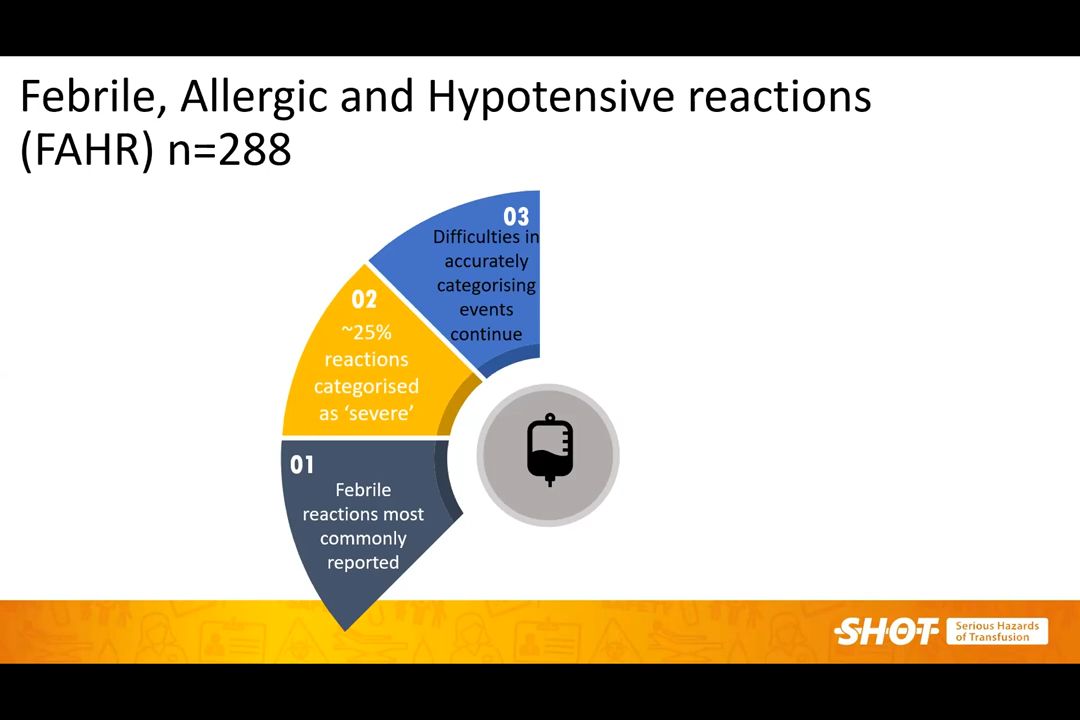 Febrile, Allergic and Hypotensive reactions
(FAHR) n=288
01
Febrile
reactions most
commonly
reported
02
~25%
reactions
categorised
as ‘severe’
03
Difficulties in
accurately
categorising
events
continue
SHOT
Serious Hazards
of Transfusion